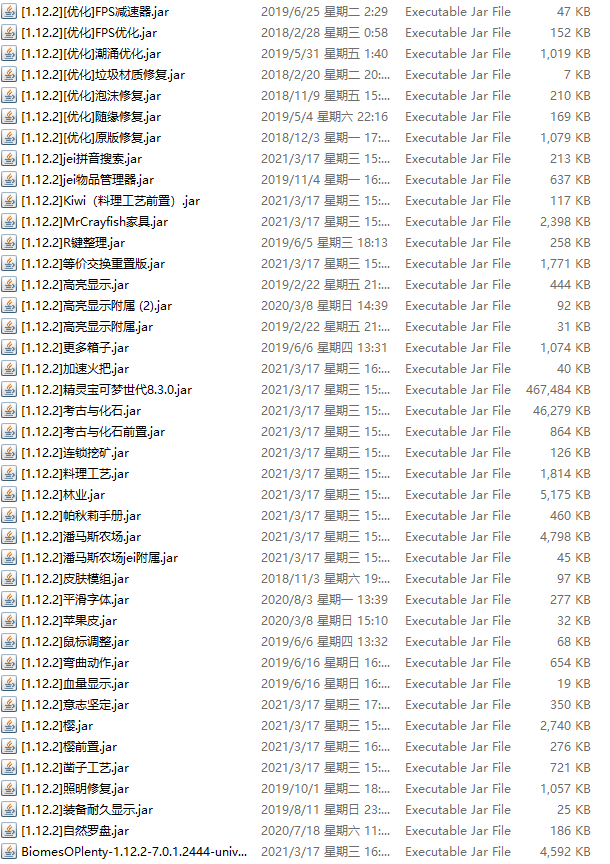 [1.12.2][优化]FPS减速器.jar 2019/6/25 星期二 2:29 Executable Jar File 47 KB
[1.12.2][优化]FPS优化.jar 2018/2/28 星期三 0:58 Executable Jar File 152 KB
[1.12.2][优化]潮涌优化.jar 2019/5/31 星期五 1:40 Executable Jar File 1,019 KB
[1.12.2][优化]垃圾材质修复.jar 2018/2/20 星期二 20:... Executable Jar File 7 KB
[1.12.2][优化]泡沫修复.jar 2018/11/9 星期五 15:... Executable Jar File 210 KB
[1.12.2][优化]随缘修复.jar 2019/5/4 星期六 22:16 Executable Jar File 169 KB
[1.12.2][优化]原版修复.jar 2018/12/3 星期一 17:... Executable Jar File 1,079 KB
[1.12.2]jei拼音搜索.jar 2021/3/17 星期三 15:... Executable Jar File 213 KB
[1.12.2]jei物品管理器.jar 2019/11/4 星期一 16:... Executable Jar File 637 KB
[1.12.2]Kiwi（料理工艺前置）.jar 2021/3/17 星期三 15:... Executable Jar File 117 KB
[1.12.2]MrCrayfish家具.jar 2021/3/17 星期三 15:... Executable Jar File 2,398 KB
[1.12.2]R键整理.jar 2019/6/5 星期三 18:13 Executable Jar File 258 KB
[1.12.2]等价交换重置版.jar 2021/3/17 星期三 15:... Executable Jar File 1,771 KB
[1.12.2]高亮显示.jar 2019/2/22 星期五 21:... Executable Jar File 444 KB
[1.12.2]高亮显示附属 (2).jar 2020/3/8 星期日 14:39 Executable Jar File 92 KB
[1.12.2]高亮显示附属.jar 2019/2/22 星期五 21:... Executable Jar File 31 KB
[1.12.2]更多箱子.jar 2019/6/6 星期四 13:31 Executable Jar File 1,074 KB
[1.12.2]加速火把.jar 2021/3/17 星期三 16:... Executable Jar File 40 KB
[1.12.2]精灵宝可梦世代8.3.0.jar 2021/3/17 星期三 15:... Executable Jar File 467,484 KB
[1.12.2]考古与化石.jar 2021/3/17 星期三 15:... Executable Jar File 46,279 KB
[1.12.2]考古与化石前置.jar 2021/3/17 星期三 15:... Executable Jar File 864 KB
[1.12.2]连锁挖矿.jar 2021/3/17 星期三 15:... Executable Jar File 126 KB
[1.12.2]料理工艺.jar 2021/3/17 星期三 15:... Executable Jar File 1,814 KB
[1.12.2]林业.jar 2021/3/17 星期三 15:... Executable Jar File 5,175 KB
[1.12.2]帕秋莉手册.jar 2021/3/17 星期三 15:... Executable Jar File 460 KB
[1.12.2]潘马斯农场.jar 2021/3/17 星期三 15:... Executable Jar File 4,798 KB
[1.12.2]潘马斯农场jei附属.jar 2021/3/17 星期三 15:... Executable Jar File 45 KB
[1.12.2]皮肤模组.jar 2018/11/3 星期六 19:... Executable Jar File 97 KB
[1.12.2]平滑字体.jar 2020/8/3 星期一 13:39 Executable Jar File 277 KB
[1.12.2]苹果皮.jar 2020/3/8 星期日 15:10 Executable Jar File 32 KB
[1.12.2]鼠标调整.jar 2019/6/6 星期四 13:32 Executable Jar File 68 KB
[1.12.2]弯曲动作.jar 2019/6/16 星期日 16:... Executable Jar File 654 KB
[1.12.2]血量显示.jar 2019/6/16 星期日 16:... Executable Jar File 19 KB
[1.12.2]意志坚定.jar 2021/3/17 星期三 17:... Executable Jar File 350 KB
[1.12.2]樱.jar 2021/3/17 星期三 15:... Executable Jar File 2,740 KB
[1.12.2]樱前置.jar 2021/3/17 星期三 16:... Executable Jar File 276 KB
[1.12.2]凿子工艺.jar 2021/3/17 星期三 15:... Executable Jar File 721 KB
[1.12.2]照明修复.jar 2019/10/1 星期二 18:... Executable Jar File 1,057 KB
[1.12.2]装备耐久显示.jar 2019/8/11 星期日 23:... Executable Jar File 25 KB
[1.12.2]自然罗盘.jar 2020/7/18 星期六 11:... Executable Jar File 186 KB
BiomesOPlenty-1.12.2-7.0.1.2444-univ... 2021/3/17 星期三 15:... Executable Jar File 4,592 KB